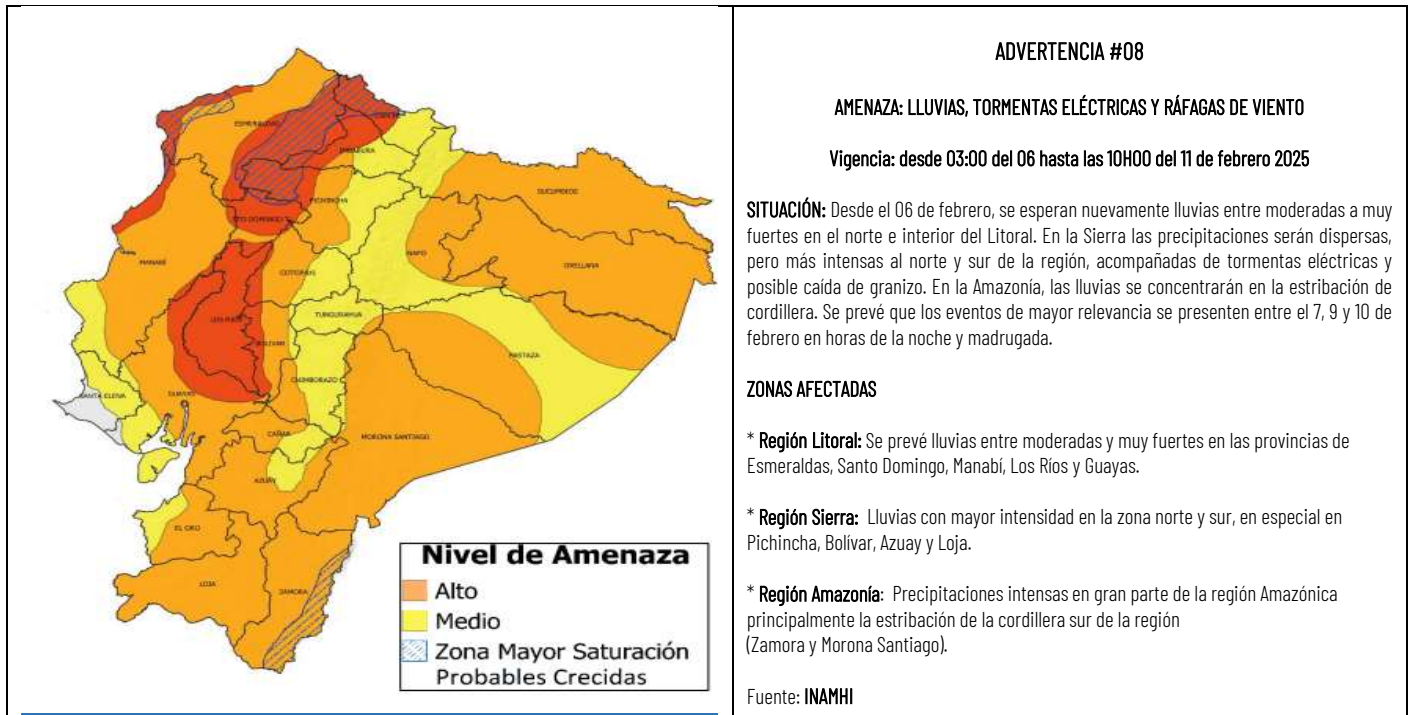 ESMERALDAS
CARCHI
IMBABURA
SUCUMBIOS
PICHINCHA
STO DOMINGO
NAPO
ORELLANA
MANABÍ
COTOPAXI
LOS RIOS
TUNGURAHUA
BOLIVAR
PASTAZA
CHIMBORAZO
SANTA ELENA
GUAYAS
CAÑAR
MORONA SANTIAGO
AZUAY
EL ORO
LOJA
ZAMORA
Nivel de Amenaza
Alto
Medio
Zona Mayor Saturación
Probables Crecidas
ADVERTENCIA #08
AMENAZA: LLUVIAS, TORMENTAS ELÉCTRICAS Y RÁFAGAS DE VIENTO
Vigencia: desde 03:00 del 06 hasta las 10H00 del 11 de febrero 2025
SITUACIÓN: Desde el 06 de febrero, se esperan nuevamente lluvias entre moderadas a muy
fuertes en el norte e interior del Litoral. En la Sierra las precipitaciones serán dispersas,
pero más intensas al norte y sur de la región, acompañadas de tormentas eléctricas y
posible caída de granizo. En la Amazonía, las lluvias se concentrarán en la estribación de
cordillera. Se prevé que los eventos de mayor relevancia se presenten entre el 7, 9 y 10 de
febrero en horas de la noche y madrugada.
ZONAS AFECTADAS
* Región Litoral: Se prevé lluvias entre moderadas y muy fuertes en las provincias de
Esmeraldas, Santo Domingo, Manabí, Los Ríos y Guayas.
* Región Sierra: Lluvias con mayor intensidad en la zona norte y sur, en especial en
Pichincha, Bolívar, Azuay y Loja.
* Región Amazonía: Precipitaciones intensas en gran parte de la región Amazónica
principalmente la estribación de la cordillera sur de la región
(Zamora y Morona Santiago).
Fuente: INAMHI